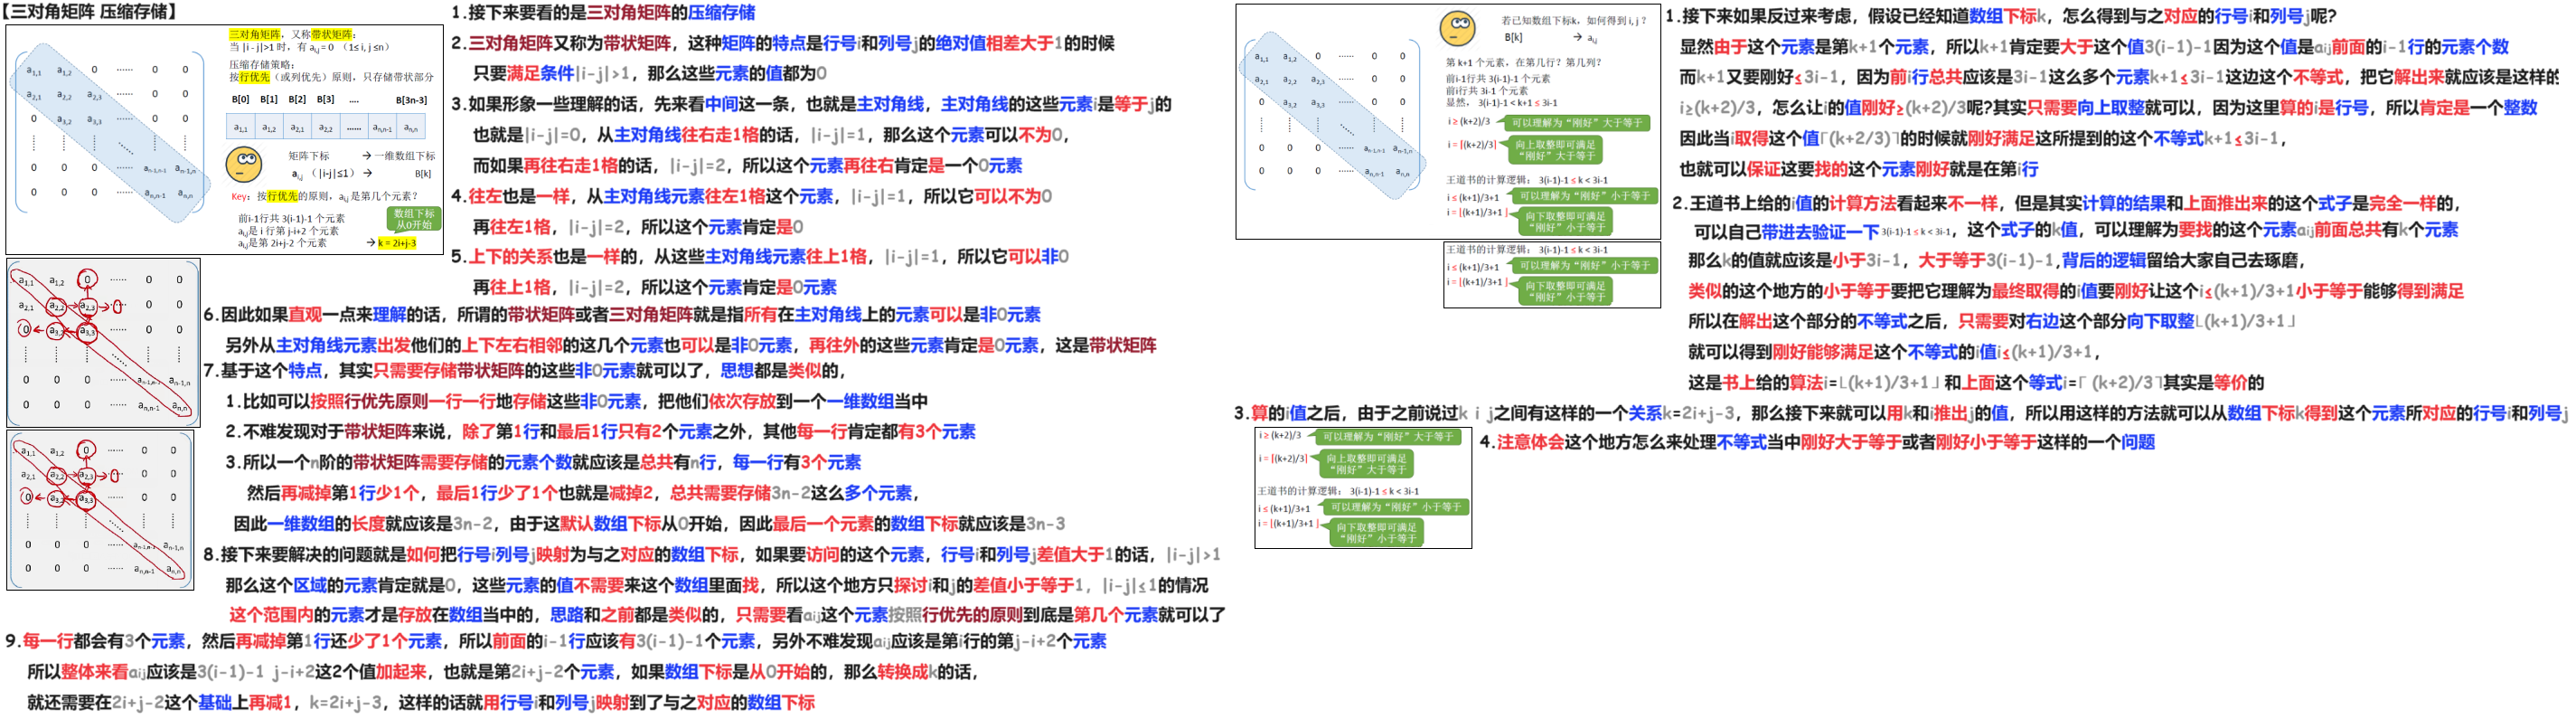 【三对角矩阵 压缩存储】
三对角矩阵，又称带状矩阵：
当 |i - j|>1 时，有 ai,j = 0 （1≤ i, j ≤n）
压缩存储策略：
按行优先（或列优先）原则，只存储带状部分
B[0] B[1] B[2] B[3] .... B[3n-3]
a1,1 a1,2 a2,1 a2,2 ...... an,n-1 an,n
矩阵下标 → 一维数组下标
ai,j （ |i-j| ≤1） → B[k]
Key：按行优先的原则，ai,j 是第几个元素？
前i-1行共 3(i-1)-1 个元素
ai,j是 i 行第 j-i+2 个元素
ai,j是第 2i+j-2 个元素
数组下标
从0开始
→ k = 2i+j-3
a1,1 a1,2 0 ...... 0 0
a2,1 a2,2 a2,3 ...... 0 0
0 a3,2 a3,3 ...... 0 0
0 0 0 ...... an-1,n-1 an-1,n
0 0 0 ...... an,n-1 an,n
1.接下来要看的是三对角矩阵的压缩存储
2.三对角矩阵又称为带状矩阵，这种矩阵的特点是行号i和列号j的绝对值相差大于1的时候
只要满足条件|i-j|>1，那么这些元素的值都为0
3.如果形象一些理解的话，先来看中间这一条，也就是主对角线，主对角线的这些元素i是等于j的
也就是|i-j|=0，从主对角线往右走1格的话，|i-j|=1，那么这个元素可以不为0，
而如果再往右走1格的话，|i-j|=2，所以这个元素再往右肯定是一个0元素
4.往左也是一样，从主对角线元素往左1格这个元素，|i-j|=1，所以它可以不为0
再往左1格，|i-j|=2，所以这个元素肯定是0
5.上下的关系也是一样的，从这些主对角线元素往上1格，|i-j|=1，所以它可以非0
再往上1格，|i-j|=2，所以这个元素肯定是0元素
6.因此如果直观一点来理解的话，所谓的带状矩阵或者三对角矩阵就是指所有在主对角线上的元素可以是非0元素
另外从主对角线元素出发他们的上下左右相邻的这几个元素也可以是非0元素，再往外的这些元素肯定是0元素，这是带状矩阵
7.基于这个特点，其实只需要存储带状矩阵的这些非0元素就可以了，思想都是类似的，
1.比如可以按照行优先原则一行一行地存储这些非0元素，把他们依次存放到一个一维数组当中
2.不难发现对于带状矩阵来说，除了第1行和最后1行只有2个元素之外，其他每一行肯定都有3个元素
3.所以一个n阶的带状矩阵需要存储的元素个数就应该是总共有n行，每一行有3个元素
然后再减掉第1行少1个，最后1行少了1个也就是减掉2，总共需要存储3n-2这么多个元素，
因此一维数组的长度就应该是3n-2，由于这默认数组下标从0开始，因此最后一个元素的数组下标就应该是3n-3
8.接下来要解决的问题就是如何把行号i列号j映射为与之对应的数组下标，如果要访问的这个元素，行号i和列号j差值大于1的话，|i-j|>1
那么这个区域的元素肯定就是0，这些元素的值不需要来这个数组里面找，所以这个地方只探讨i和j的差值小于等于1，|i-j|≤1的情况
这个范围内的元素才是存放在数组当中的，思路和之前都是类似的，只需要看aij这个元素按照行优先的原则到底是第几个元素就可以了
9.每一行都会有3个元素，然后再减掉第1行还少了1个元素，所以前面的i-1行应该有3(i-1)-1个元素，另外不难发现aij应该是第i行的第j-i+2个元素
所以整体来看aij应该是3(i-1)-1 j-i+2这2个值加起来，也就是第2i+j-2个元素，如果数组下标是从0开始的，那么转换成k的话，
就还需要在2i+j-2这个基础上再减1，k=2i+j-3，这样的话就用行号i和列号j映射到了与之对应的数组下标
若已知数组下标k，如何得到 i, j ？
B[k] → ai,j
第 k+1 个元素，在第几行？第几列？
前i-1行共 3(i-1)-1 个元素
前i行共 3i-1 个元素
显然， 3(i-1)-1 < k+1 ≤ 3i-1
i ≥ (k+2)/3 可以理解为“刚好”大于等于
i = ⌈(k+2)/3⌉ 向上取整即可满足
“刚好”大于等于
王道书的计算逻辑： 3(i-1)-1 ≤ k < 3i-1
i ≤ (k+1)/3+1 可以理解为“刚好”小于等于
i = ⌊(k+1)/3+1 ⌋ 向下取整即可满足
“刚好”小于等于
王道书的计算逻辑： 3(i-1)-1 ≤ k < 3i-1
i ≤ (k+1)/3+1 可以理解为“刚好”小于等于
i = ⌊(k+1)/3+1 ⌋ 向下取整即可满足
“刚好”小于等于
1.接下来如果反过来考虑，假设已经知道数组下标k，怎么得到与之对应的行号i和列号j呢?
显然由于这个元素是第k+1个元素，所以k+1肯定要大于这个值3(i-1)-1因为这个值是aij前面的i-1行的元素个数
而k+1又要刚好≤3i-1，因为前i行总共应该是3i-1这么多个元素k+1≤3i-1这边这个不等式，把它解出来就应该是这样的
i≥(k+2)/3，怎么让i的值刚好≥(k+2)/3呢?其实只需要向上取整就可以，因为这里算的i是行号，所以肯定是一个整数
因此当i取得这个值「(k+2/3)」的时候就刚好满足这所提到的这个不等式k+1≤3i-1，
也就可以保证这要找的这个元素刚好就是在第i行
2.王道书上给的i值的计算方法看起来不一样，但是其实计算的结果和上面推出来的这个式子是完全一样的，
可以自己带进去验证一下 3(i-1)-1 ≤ k < 3i-1，这个式子的k值，可以理解为要找的这个元素aij前面总共有k个元素
那么k的值就应该是小于3i-1，大于等于3(i-1)-1,背后的逻辑留给大家自己去琢磨，
类似的这个地方的小于等于要把它理解为最终取得的i值要刚好让这个i≤(k+1)/3+1小于等于能够得到满足
所以在解出这个部分的不等式之后，只需要对右边这个部分向下取整⌊(k+1)/3+1⌋
就可以得到刚好能够满足这个不等式的i值i≤(k+1)/3+1，
这是书上给的算法i=⌊(k+1)/3+1⌋ 和上面这个等式i=「 (k+2)/3⌉其实是等价的
3.算的i值之后，由于之前说过k i j之间有这样的一个关系k=2i+j-3，那么接下来就可以用k和i推出j的值，所以用这样的方法就可以从数组下标k得到这个元素所对应的行号i和列号j
i ≥ (k+2)/3 可以理解为“刚好”大于等于
i = ⌈(k+2)/3⌉ 向上取整即可满足
“刚好”大于等于
王道书的计算逻辑： 3(i-1)-1 ≤ k < 3i-1
i ≤ (k+1)/3+1 可以理解为“刚好”小于等于
i = ⌊(k+1)/3+1 ⌋ 向下取整即可满足
“刚好”小于等于
4.注意体会这个地方怎么来处理不等式当中刚好大于等于或者刚好小于等于这样的一个问题